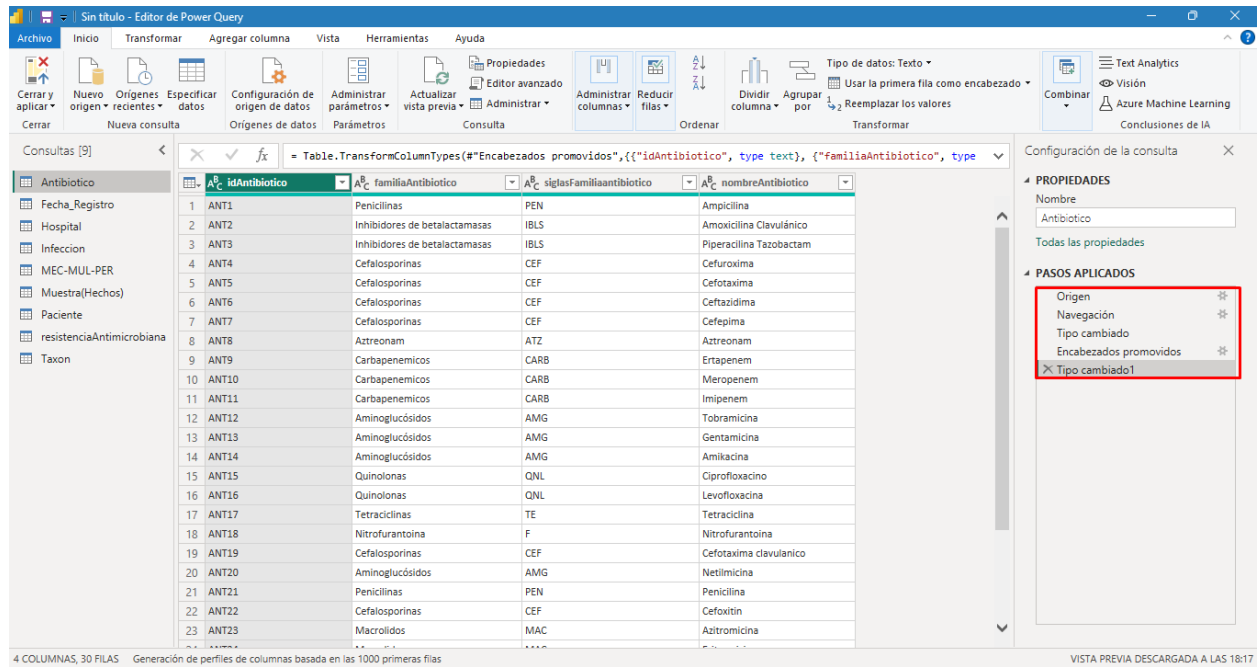 Sin título - Editor de Power Query
Archivo Inicio Transformar Agregar columna Vista Herramientas Ayuda
Cerrar y aplicar
Cerrar
Nuevo origen
Orígenes recientes
Especificar datos
Nueva consulta
Configuración de origen de datos
Orígenes de datos
Administrar parámetros
Parámetros
Actualizar vista previa
Propiedades
Editor avanzado
Administrar
Consulta
Administrar columnas
Reducir filas
Ordenar
Dividir columna
Agrupar por
Tipo de datos: Texto
Usar la primera fila como encabezado
Reemplazar los valores
Transformar
Combinar
Text Analytics
Visión
Azure Machine Learning
Conclusiones de IA
Consultas [9]
Antibiotico
Fecha_Registro
Hospital
Infeccion
MEC-MUL-PER
Muestra(Hechos)
Paciente
resistenciaAntimicrobiana
Taxon
fx = Table.TransformColumnTypes(#"Encabezados promovidos",{{"idAntibiotico", type text}, {"familiaAntibiotico", type
idAntibiotico familiaAntibiotico siglasFamiliaantibiotico nombreAntibiotico
1 ANT1 Penicilinas PEN Ampicilina
2 ANT2 Inhibidores de betalactamasas IBLS Amoxicilina Clavulánico
3 ANT3 Inhibidores de betalactamasas IBLS Piperacilina Tazobactam
4 ANT4 Cefalosporinas CEF Cefuroxima
5 ANT5 Cefalosporinas CEF Cefotaxima
6 ANT6 Cefalosporinas CEF Ceftazidima
7 ANT7 Cefalosporinas CEF Cefepima
8 ANT8 Aztreonam ATZ Aztreonam
9 ANT9 Carbapenemicos CARB Ertapenem
10 ANT10 Carbapenemicos CARB Meropenem
11 ANT11 Carbapenemicos CARB Imipenem
12 ANT12 Aminoglucósidos AMG Tobramicina
13 ANT13 Aminoglucósidos AMG Gentamicina
14 ANT14 Aminoglucósidos AMG Amikacina
15 ANT15 Quinolonas QNL Ciprofloxacino
16 ANT16 Quinolonas QNL Levofloxacina
17 ANT17 Tetraciclinas TE Tetraciclina
18 ANT18 Nitrofurantoina F Nitrofurantoina
19 ANT19 Cefalosporinas CEF Cefotaxima clavulanico
20 ANT20 Aminoglucósidos AMG Netilmicina
21 ANT21 Penicilinas PEN Penicilina
22 ANT22 Cefalosporinas CEF Cefoxitin
23 ANT23 Macrolidos MAC Azitromicina
Configuración de la consulta
PROPIEDADES
Nombre
Antibiotico
Todas las propiedades
PASOS APLICADOS
Origen
Navegación
Tipo cambiado
Encabezados promovidos
Tipo cambiado1
4 COLUMNAS, 30 FILAS Generación de perfiles de columnas basada en las 1000 primeras filas
VISTA PREVIA DESCARGADA A LAS 18:17